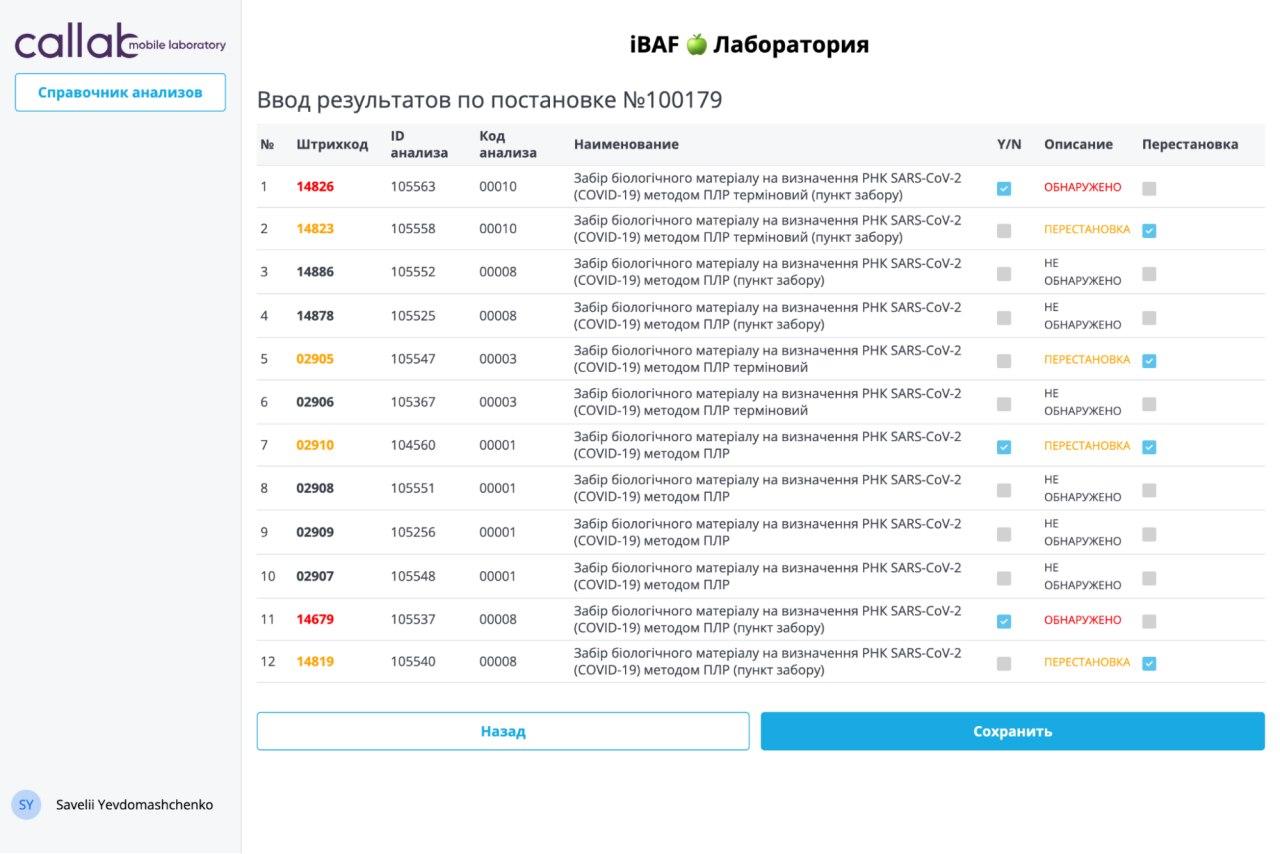 callab mobile laboratory
Справочник анализов
iBAF 🍏 Лаборатория
Ввод результатов по постановке №100179
№ Штрихкод ID анализа Код анализа Наименование Y/N Описание Перестановка
1 14826 105563 00010 Забір біологічного матеріалу на визначення РНК SARS-CoV-2 (COVID-19) методом ПЛР терміновий (пункт забору) ОБНАРУЖЕНО
2 14823 105558 00010 Забір біологічного матеріалу на визначення РНК SARS-CoV-2 (COVID-19) методом ПЛР терміновий (пункт забору) ПЕРЕСТАНОВКА
3 14886 105552 00008 Забір біологічного матеріалу на визначення РНК SARS-CoV-2 (COVID-19) методом ПЛР (пункт забору) НЕ ОБНАРУЖЕНО
4 14878 105525 00008 Забір біологічного матеріалу на визначення РНК SARS-CoV-2 (COVID-19) методом ПЛР (пункт забору) НЕ ОБНАРУЖЕНО
5 02905 105547 00003 Забір біологічного матеріалу на визначення РНК SARS-CoV-2 (COVID-19) методом ПЛР терміновий ПЕРЕСТАНОВКА
6 02906 105367 00003 Забір біологічного матеріалу на визначення РНК SARS-CoV-2 (COVID-19) методом ПЛР терміновий НЕ ОБНАРУЖЕНО
7 02910 104560 00001 Забір біологічного матеріалу на визначення РНК SARS-CoV-2 (COVID-19) методом ПЛР ПЕРЕСТАНОВКА
8 02908 105551 00001 Забір біологічного матеріалу на визначення РНК SARS-CoV-2 (COVID-19) методом ПЛР НЕ ОБНАРУЖЕНО
9 02909 105256 00001 Забір біологічного матеріалу на визначення РНК SARS-CoV-2 (COVID-19) методом ПЛР НЕ ОБНАРУЖЕНО
10 02907 105548 00001 Забір біологічного матеріалу на визначення РНК SARS-CoV-2 (COVID-19) методом ПЛР НЕ ОБНАРУЖЕНО
11 14679 105537 00008 Забір біологічного матеріалу на визначення РНК SARS-CoV-2 (COVID-19) методом ПЛР (пункт забору) ОБНАРУЖЕНО
12 14819 105540 00008 Забір біологічного матеріалу на визначення РНК SARS-CoV-2 (COVID-19) методом ПЛР (пункт забору) ПЕРЕСТАНОВКА
Назад
Сохранить
SY Savelii Yevdomashchenko